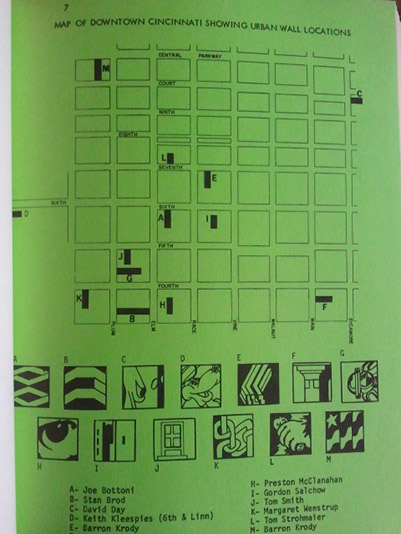 7
MAP OF DOWNTOWN CINCINNATI SHOWING URBAN WALL LOCATIONS
CENTRAL PARKWAY
M
COURT
C
NINTH
EIGHTH
L
SEVENTH
E
SIXTH
SIXTH
D
A
I
FIFTH
J
G
FOURTH
K
B
H
F
PLUM
ELM
RACE
VINE
WALNUT
MAIN
SYCAMORE
A B C D E F G
H I J K L M
A- Joe Bottoni
B- Stan Brod
C- David Day
D- Keith Kleespies (6th & Linn)
E- Barron Krody
H- Preston McClanahan
I- Gordon Salchow
J- Tom Smith
K- Margaret Wenstrup
L- Tom Strohmaier
M- Barron Krody